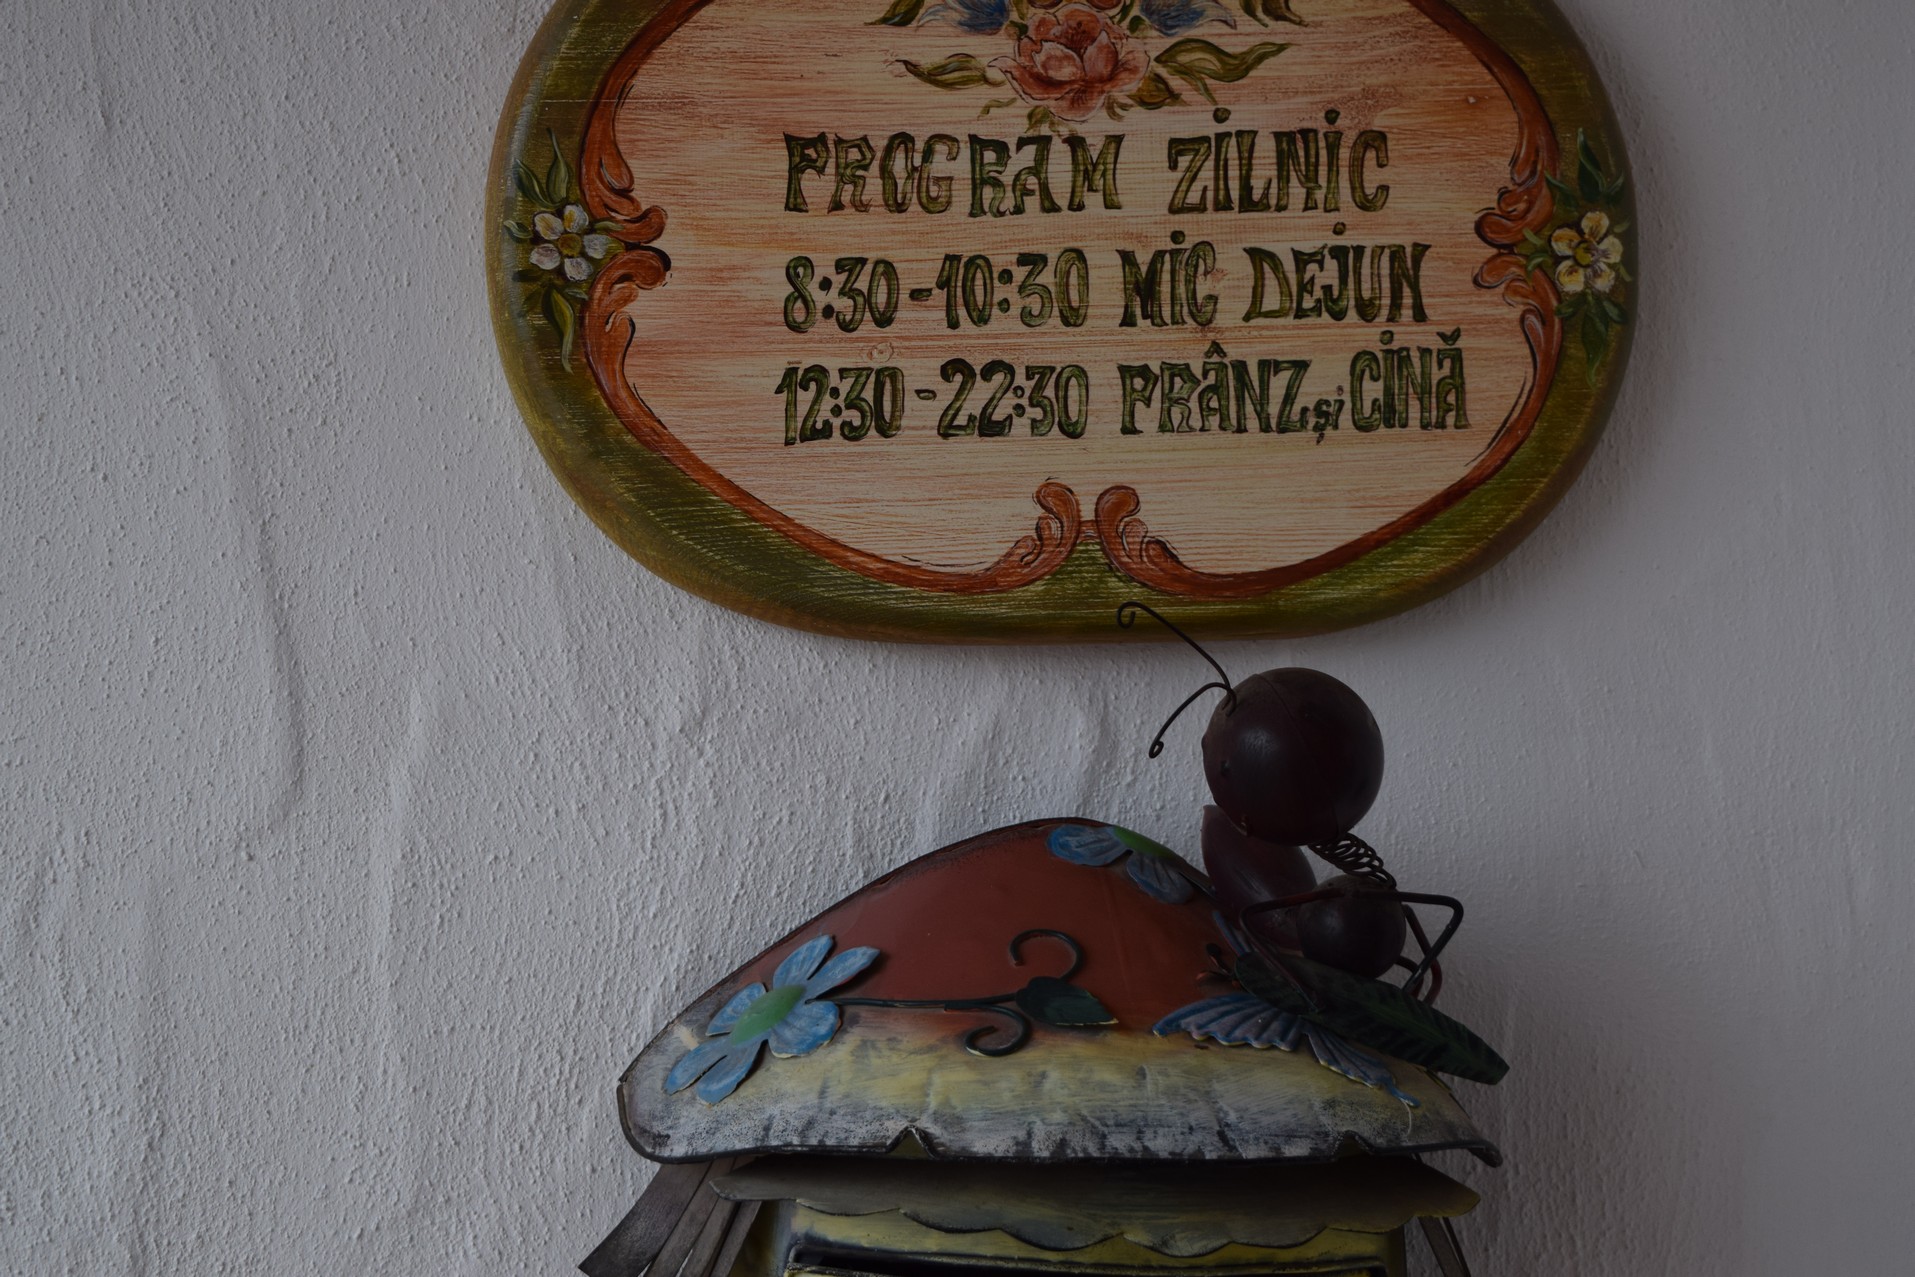 PROGRAM ZILNIC
8:30-10:30 MIC DEJUN
12:30-22:30 PRÂNZ și CINĂ